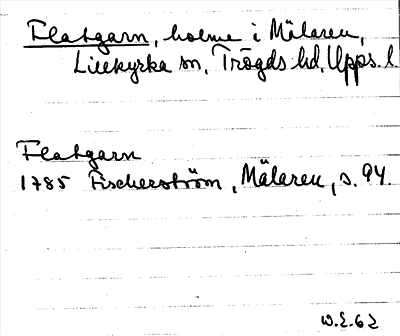 Flatgarn, holme i Mälaren,
Lillkyrka sn, Trögds hd, Upps. l.
Flatgarn
1785 Fischerström, Mälaren, s. 94.
W.E. 62